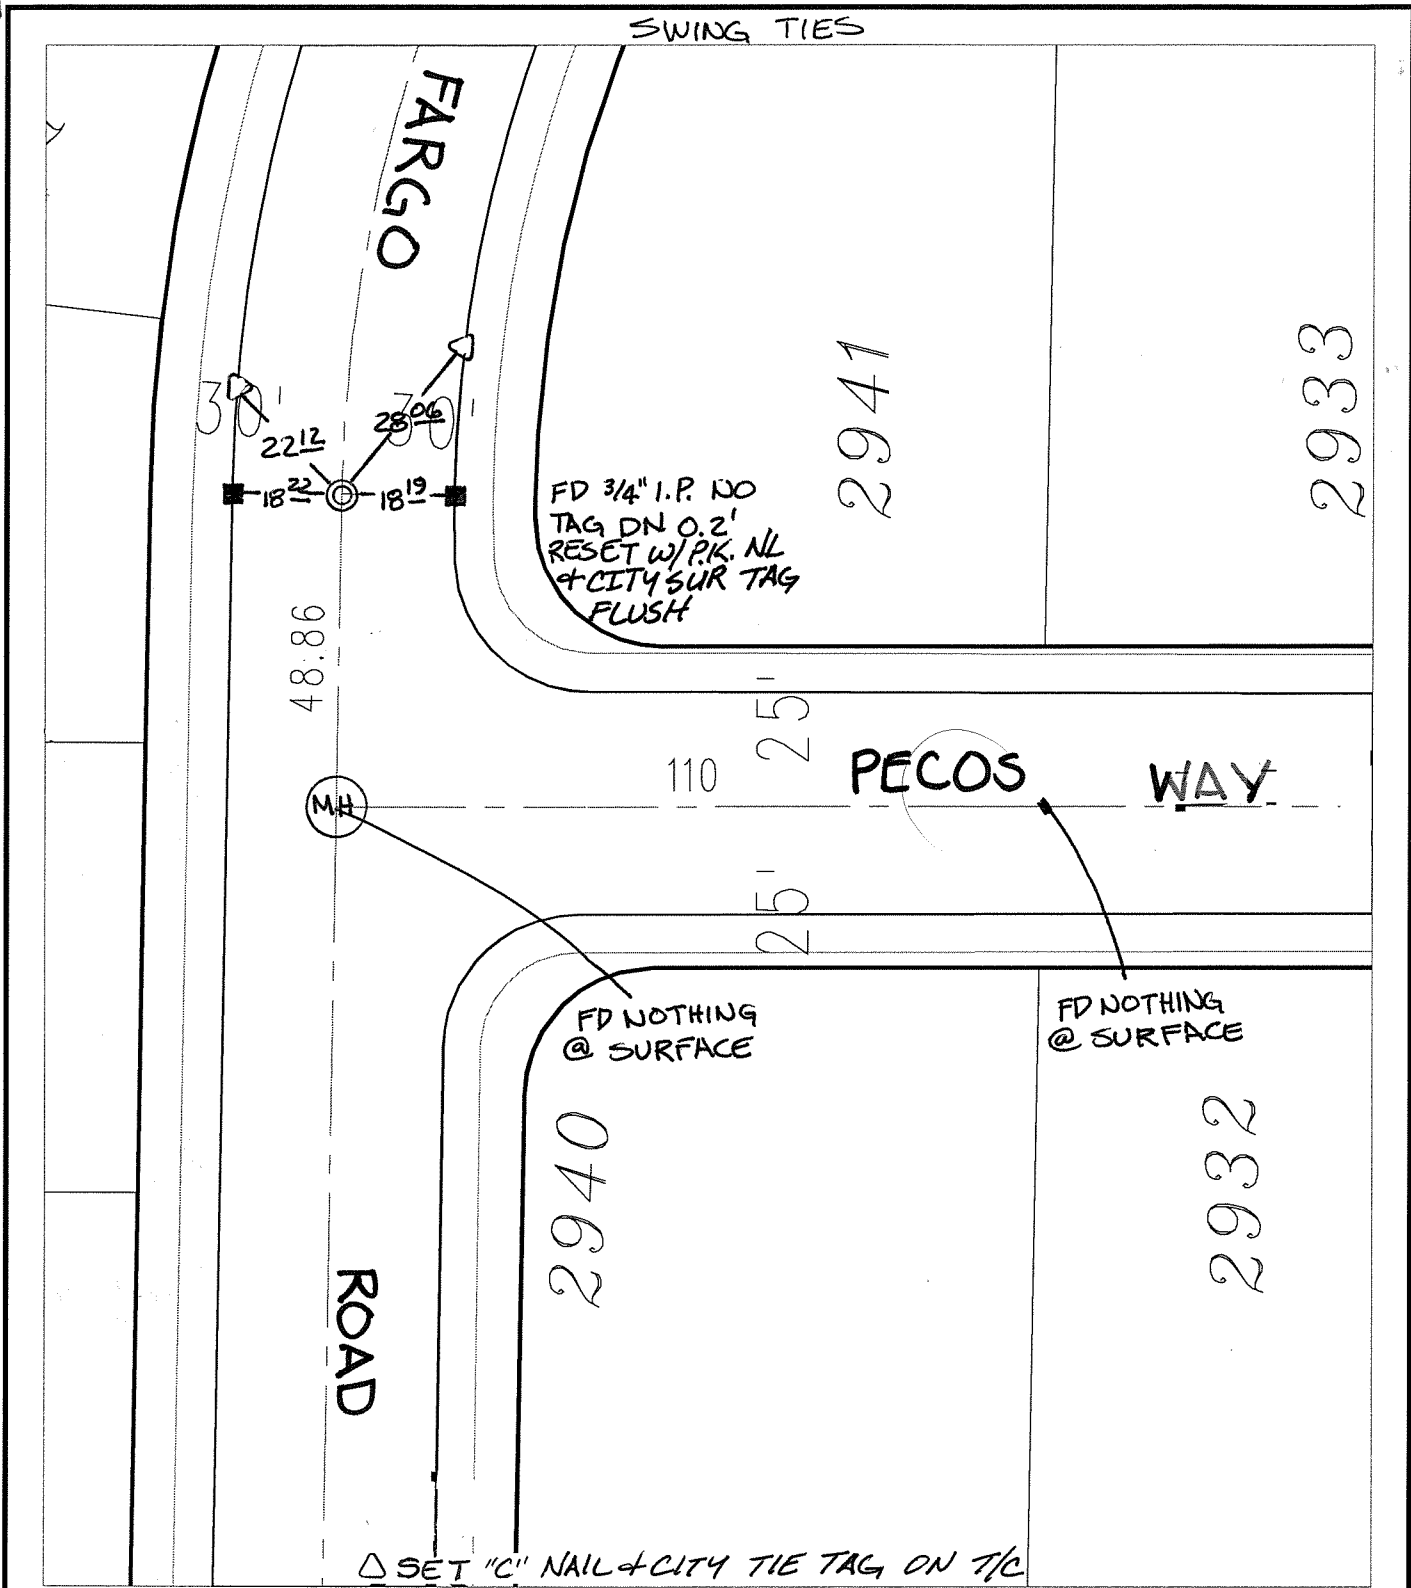 SWING TIES
FARGO
30'
30'
22 12
28 06
18 22
18 19
2941
2933
FD 3/4" I.P. NO
TAG DN 0.2'
RESET W/P.K. NL
& CITY SUR TAG
FLUSH
48.86
25'
110
PECOS WAY
MH
25'
FD NOTHING
@ SURFACE
FD NOTHING
@ SURFACE
2940
2932
ROAD
△ SET "C" NAIL & CITY TIE TAG ON T/C